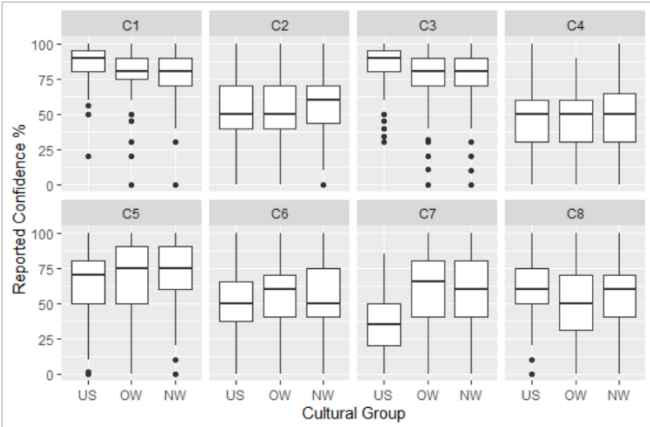 C1 C2 C3 C4
100
75
50
25
0
C5 C6 C7 C8
100
75
50
25
0
US OW NW US OW NW US OW NW US OW NW
Cultural Group
Reported Confidence %